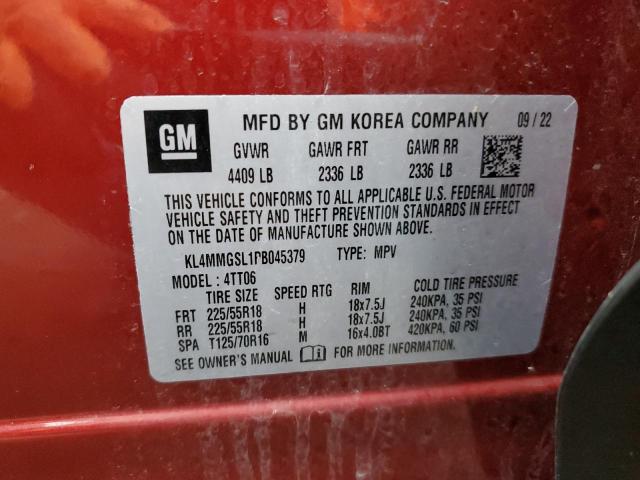 GM MFD BY GM KOREA COMPANY 09 / 22
GVWR GAWR FRT GAWR RR
4409 LB 2336 LB 2336 LB
THIS VEHICLE CONFORMS TO ALL APPLICABLE U.S. FEDERAL MOTOR
VEHICLE SAFETY AND THEFT PREVENTION STANDARDS IN EFFECT
ON THE DATE OF MANUFACTURE SHOWN ABOVE.
KL4MMGSL1PB045379 TYPE: MPV
MODEL : 4TT06
TIRE SIZE SPEED RTG RIM COLD TIRE PRESSURE
FRT 225/55R18 H 18x7.5J 240KPA, 35 PSI
RR 225/55R18 H 18x7.5J 240KPA, 35 PSI
SPA T125/70R16 M 16x4.0BT 420KPA, 60 PSI
SEE OWNER'S MANUAL FOR MORE INFORMATION.